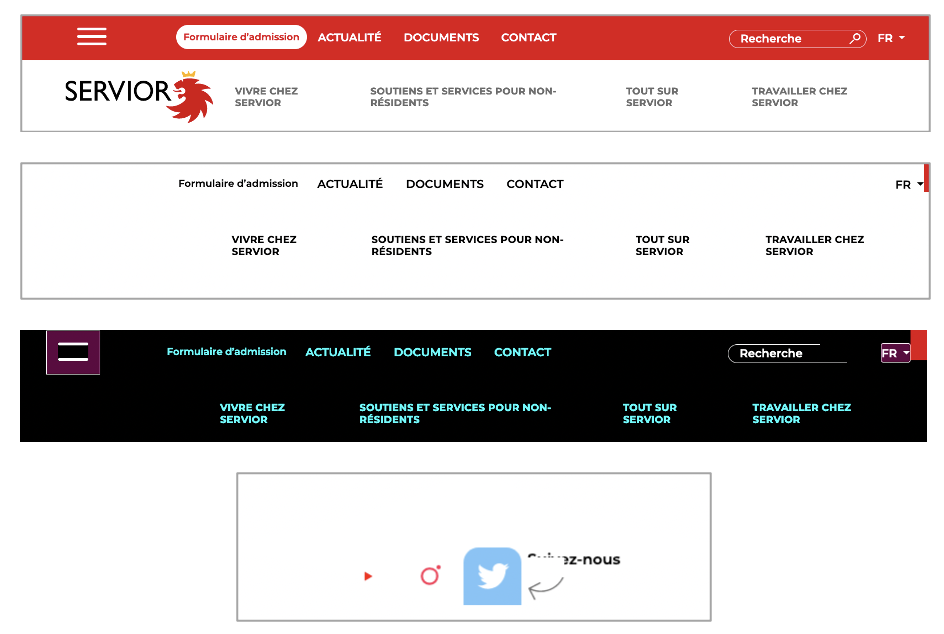 Formulaire d'admission ACTUALITÉ DOCUMENTS CONTACT Recherche FR
SERVIOR
VIVRE CHEZ SERVIOR
SOUTIENS ET SERVICES POUR NON-RÉSIDENTS
TOUT SUR SERVIOR
TRAVAILLER CHEZ SERVIOR
Formulaire d'admission ACTUALITÉ DOCUMENTS CONTACT FR
VIVRE CHEZ SERVIOR
SOUTIENS ET SERVICES POUR NON-RÉSIDENTS
TOUT SUR SERVIOR
TRAVAILLER CHEZ SERVIOR
Formulaire d'admission ACTUALITÉ DOCUMENTS CONTACT Recherche FR
VIVRE CHEZ SERVIOR
SOUTIENS ET SERVICES POUR NON-RÉSIDENTS
TOUT SUR SERVIOR
TRAVAILLER CHEZ SERVIOR
Suivez-nous